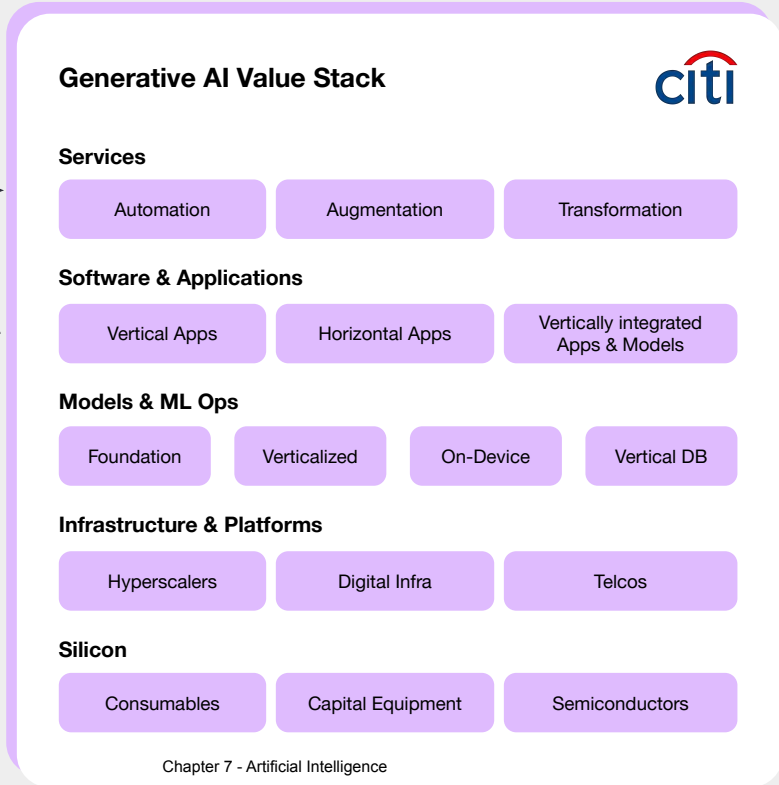 Generative AI Value Stack
citi
Services
Automation
Augmentation
Transformation
Software & Applications
Vertical Apps
Horizontal Apps
Vertically integrated
Apps & Models
Models & ML Ops
Foundation
Verticalized
On-Device
Vertical DB
Infrastructure & Platforms
Hyperscalers
Digital Infra
Telcos
Silicon
Consumables
Capital Equipment
Semiconductors
Chapter 7 - Artificial Intelligence